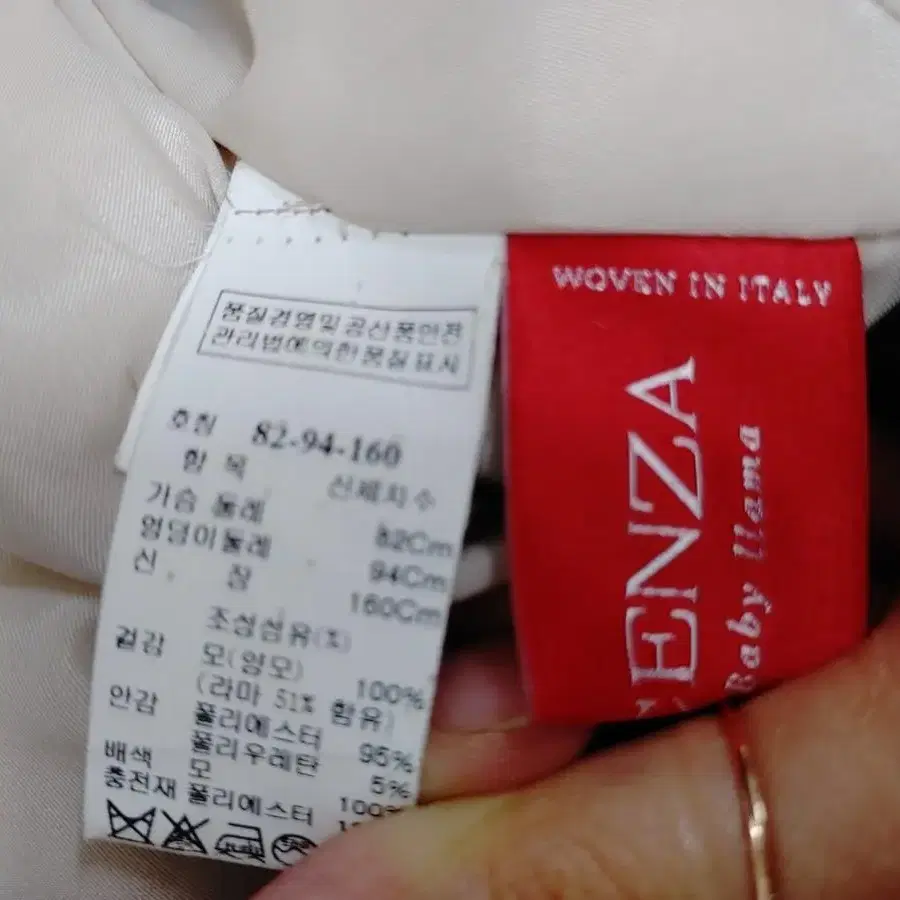 품질경영및공산품안전
관리법에의한품질표시
호칭 82-94-160
항 목 신체치수
가슴 둘레 82Cm
엉덩이둘레 94Cm
신. 장 160Cm
조성섬유(%)
겉감 모(양모) 100%
(라마 51% 함유)
안감 폴리에스터 95%
폴리우레탄 5%
배색 모 100%
충전재 폴리에스터
WOVEN IN ITALY
ENZA
Baby llama